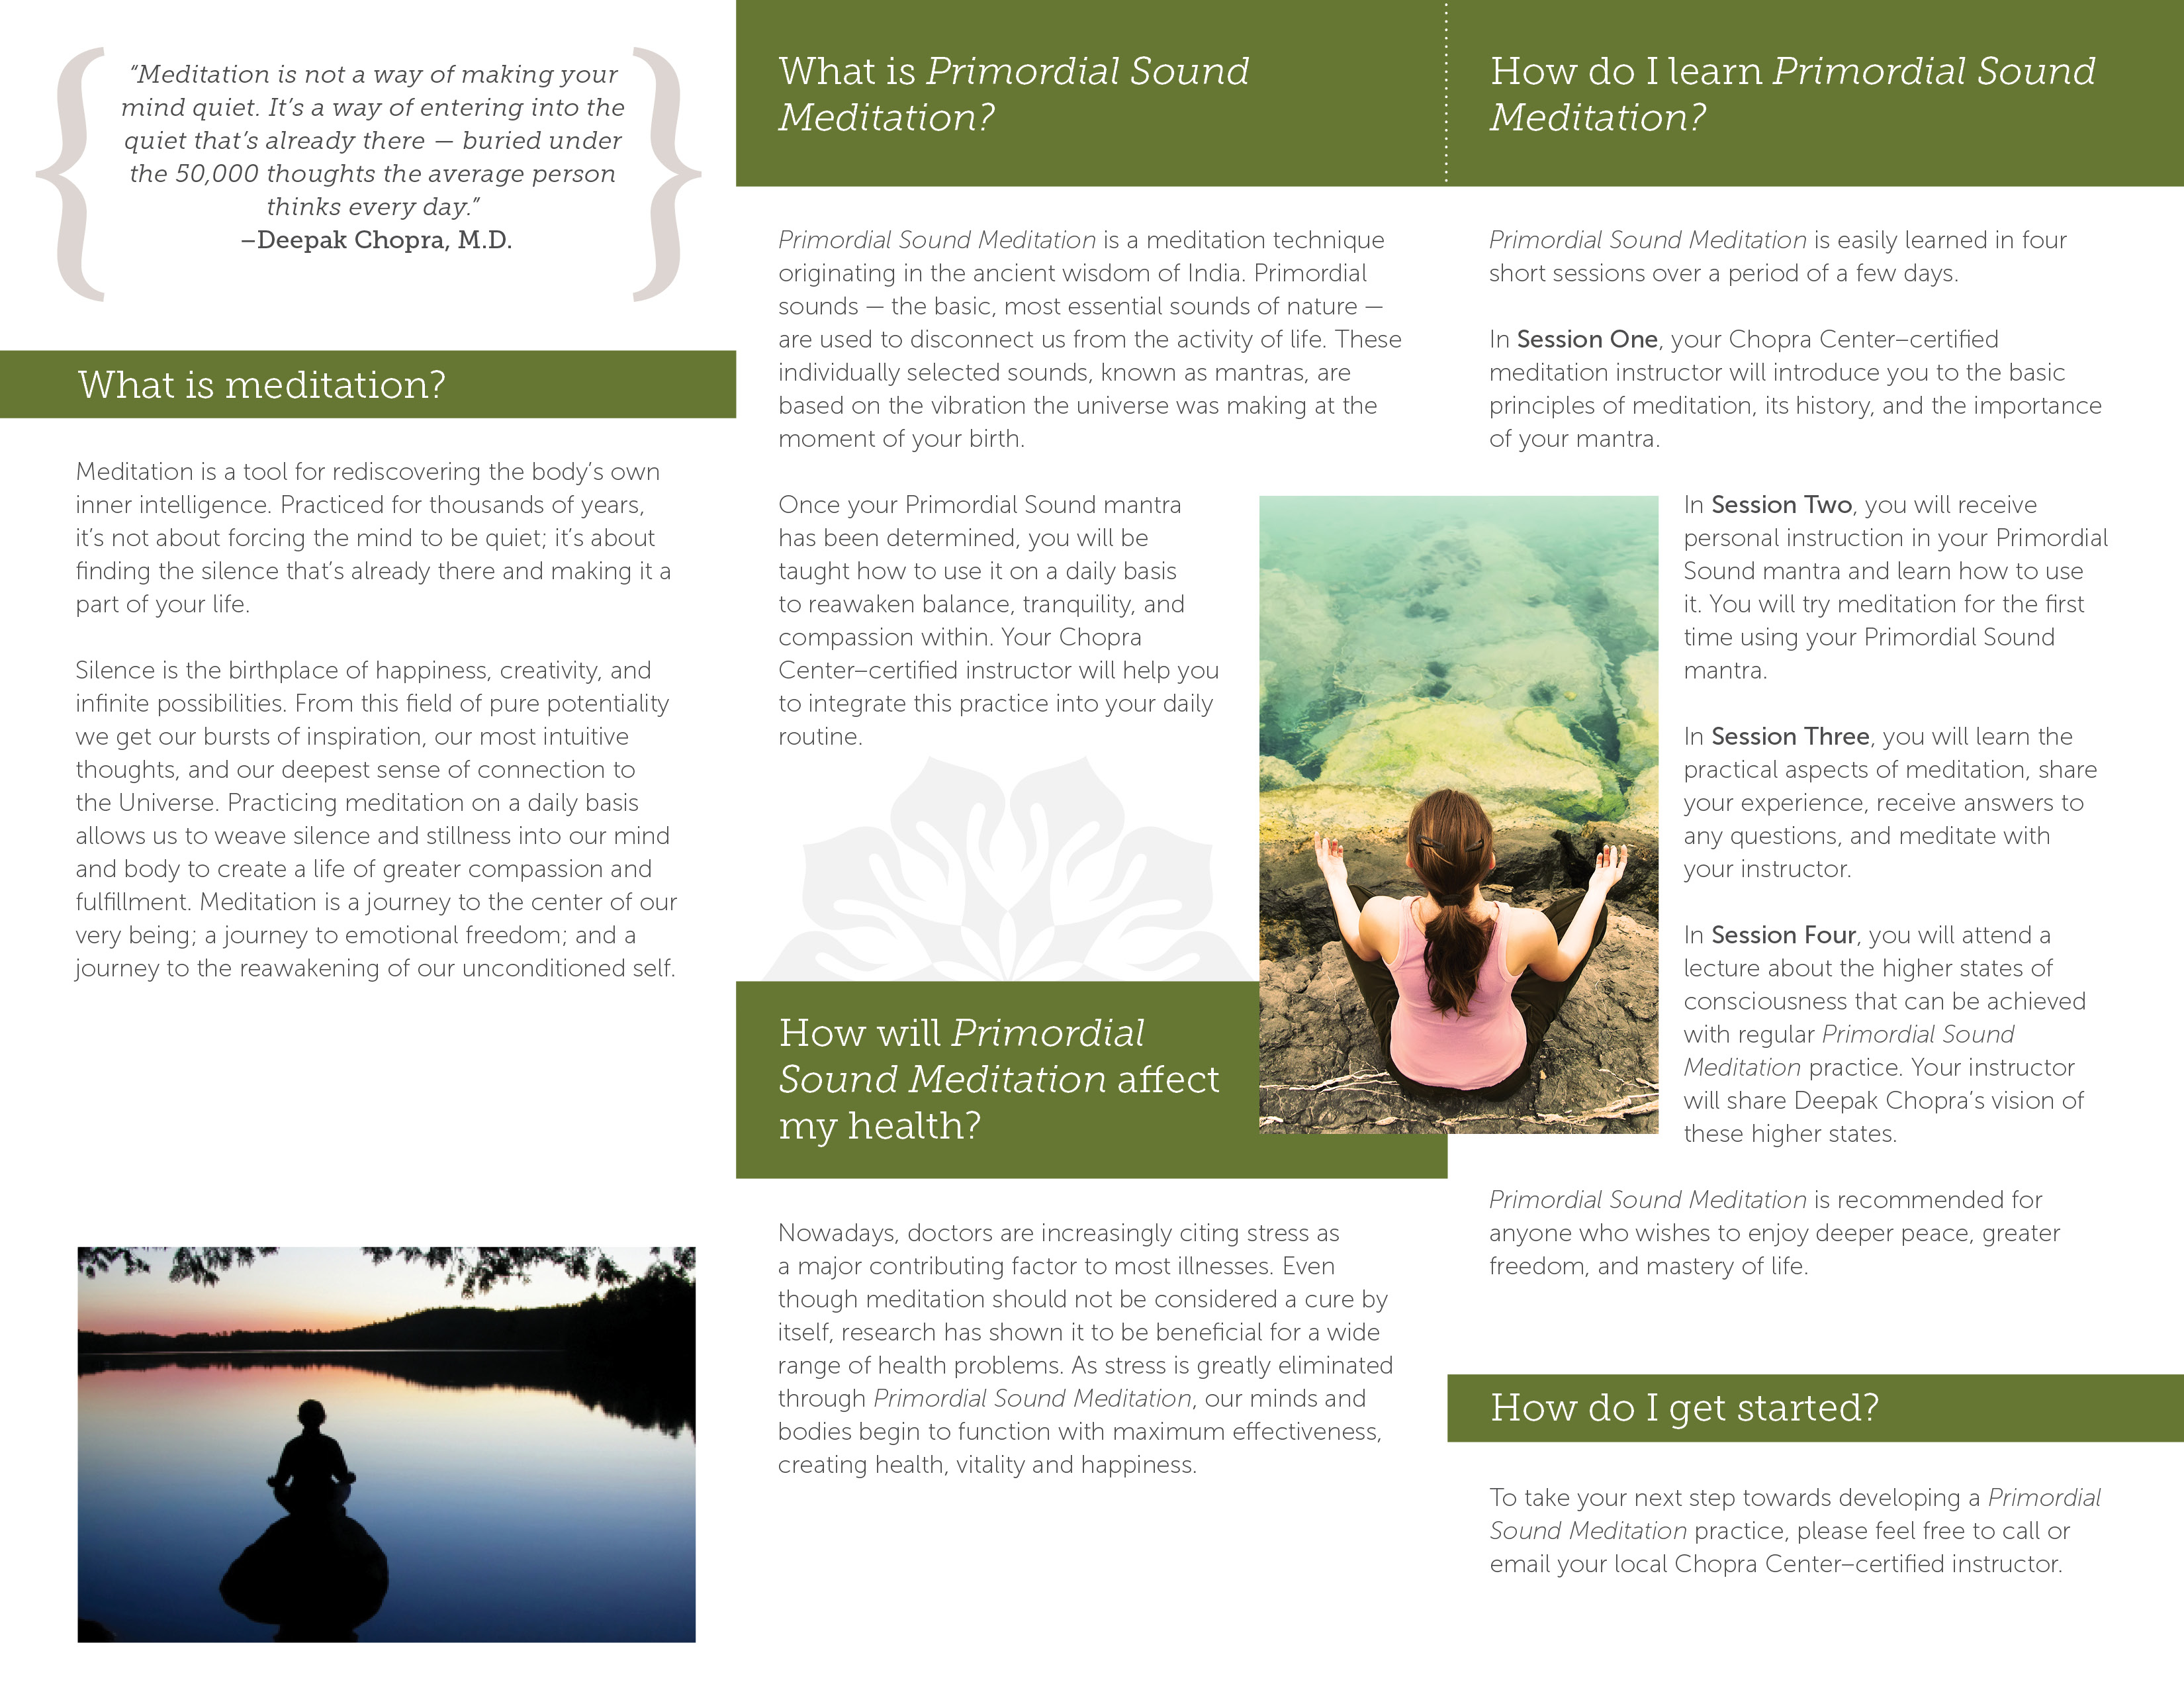 “Meditation is not a way of making your
mind quiet. It’s a way of entering into the
quiet that’s already there — buried under
the 50,000 thoughts the average person
thinks every day.”
–Deepak Chopra, M.D.
What is meditation?
Meditation is a tool for rediscovering the body’s own
inner intelligence. Practiced for thousands of years,
it’s not about forcing the mind to be quiet; it’s about
finding the silence that’s already there and making it a
part of your life.
Silence is the birthplace of happiness, creativity, and
infinite possibilities. From this field of pure potentiality
we get our bursts of inspiration, our most intuitive
thoughts, and our deepest sense of connection to
the Universe. Practicing meditation on a daily basis
allows us to weave silence and stillness into our mind
and body to create a life of greater compassion and
fulfillment. Meditation is a journey to the center of our
very being; a journey to emotional freedom; and a
journey to the reawakening of our unconditioned self.
What is Primordial Sound
Meditation?
Primordial Sound Meditation is a meditation technique
originating in the ancient wisdom of India. Primordial
sounds — the basic, most essential sounds of nature —
are used to disconnect us from the activity of life. These
individually selected sounds, known as mantras, are
based on the vibration the universe was making at the
moment of your birth.
Once your Primordial Sound mantra
has been determined, you will be
taught how to use it on a daily basis
to reawaken balance, tranquility, and
compassion within. Your Chopra
Center–certified instructor will help you
to integrate this practice into your daily
routine.
How will Primordial
Sound Meditation affect
my health?
Nowadays, doctors are increasingly citing stress as
a major contributing factor to most illnesses. Even
though meditation should not be considered a cure by
itself, research has shown it to be beneficial for a wide
range of health problems. As stress is greatly eliminated
through Primordial Sound Meditation, our minds and
bodies begin to function with maximum effectiveness,
creating health, vitality and happiness.
How do I learn Primordial Sound
Meditation?
Primordial Sound Meditation is easily learned in four
short sessions over a period of a few days.
In Session One, your Chopra Center–certified
meditation instructor will introduce you to the basic
principles of meditation, its history, and the importance
of your mantra.
In Session Two, you will receive
personal instruction in your Primordial
Sound mantra and learn how to use
it. You will try meditation for the first
time using your Primordial Sound
mantra.
In Session Three, you will learn the
practical aspects of meditation, share
your experience, receive answers to
any questions, and meditate with
your instructor.
In Session Four, you will attend a
lecture about the higher states of
consciousness that can be achieved
with regular Primordial Sound
Meditation practice. Your instructor
will share Deepak Chopra’s vision of
these higher states.
Primordial Sound Meditation is recommended for
anyone who wishes to enjoy deeper peace, greater
freedom, and mastery of life.
How do I get started?
To take your next step towards developing a Primordial
Sound Meditation practice, please feel free to call or
email your local Chopra Center–certified instructor.